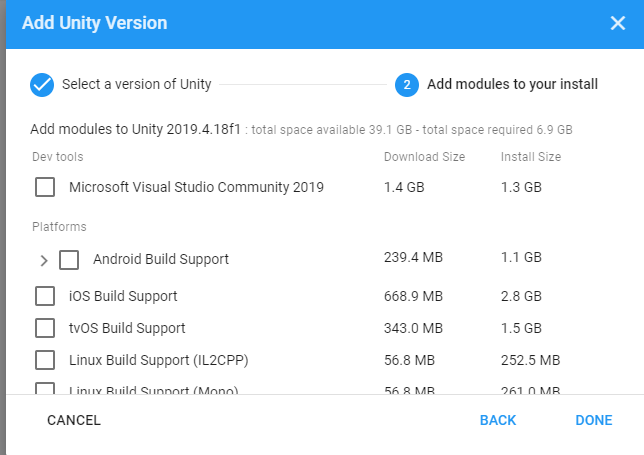 Add Unity Version
Select a version of Unity 2 Add modules to your install
Add modules to Unity 2019.4.18f1 : total space available 39.1 GB - total space required 6.9 GB
Dev tools Download Size Install Size
Microsoft Visual Studio Community 2019 1.4 GB 1.3 GB
Platforms
Android Build Support 239.4 MB 1.1 GB
iOS Build Support 668.9 MB 2.8 GB
tvOS Build Support 343.0 MB 1.5 GB
Linux Build Support (IL2CPP) 56.8 MB 252.5 MB
Linux Build Support (Mono) 56.8 MB 261.0 MB
CANCEL BACK DONE